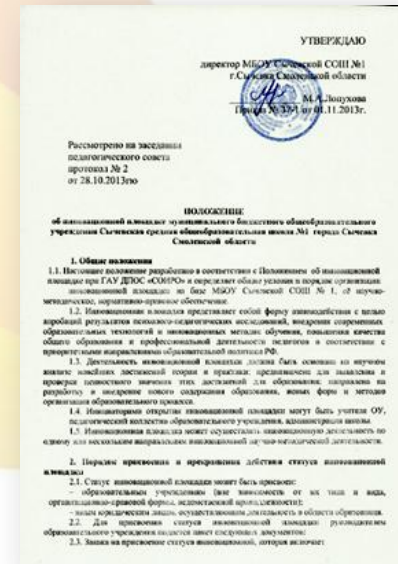 УТВЕРЖДАЮ
директор МБОУ Сычевской СОШ №1
г.Сычевка Смоленской области
М.А.Лопухова
Приказ от 01.11.2013г.
Рассмотрено на заседании
педагогического совета
протокол № 2
от 28.10.2013го
ПОЛОЖЕНИЕ
об инновационной площадке муниципального бюджетного общеобразовательного
учреждения Сычевская средняя общеобразовательная школа №1 города Сычевка
Смоленской области
1. Общие положения
1.1. Настоящее положение разработано в соответствии с Положением об инновационной
площадке при ГАУ ДПОС «СОИРО» и определяет общие условия и порядок организации
инновационной площадки на базе МБОУ Сычевской СОШ № 1, её научно-
методическое, нормативно-правовое обеспечение.
1.2. Инновационная площадка представляет собой форму взаимодействия с целью
апробаций результатов психолого-педагогических исследований, внедрения современных
образовательных технологий и инновационных методик обучения, повышения качества
общего образования и профессиональной деятельности педагогов в соответствии с
приоритетными направлениями образовательной политики РФ.
1.3. Деятельность инновационной площадки должна быть основана на научном
анализе новейших достижений теории и практики; предназначена для выявления и
проверки ценностного значения этих достижений для образования; направлена на
разработку и внедрение нового содержания образования, новых форм и методов
организации образовательного процесса.
1.4. Инициаторами открытия инновационной площадки могут быть учителя ОУ,
педагогический коллектив образовательного учреждения, администрация школы.
1.5. Инновационная площадка может осуществлять инновационную деятельность по
одному или нескольким направлениям инновационной научно-методической деятельности.
2. Порядок присвоения и прекращения действия статуса инновационной
площадки
2.1. Статус инновационной площадки может быть присвоен:
- образовательным учреждениям (вне зависимости от их типа и вида,
организационно-правовой формы, ведомственной принадлежности);
- иным юридическим лицам, осуществляющим деятельность в области образования.
2.2. Для присвоения статуса инновационной площадки руководителем
образовательного учреждения подается пакет следующих документов:
2.3. Заявка на присвоение статуса инновационной, которая включает: